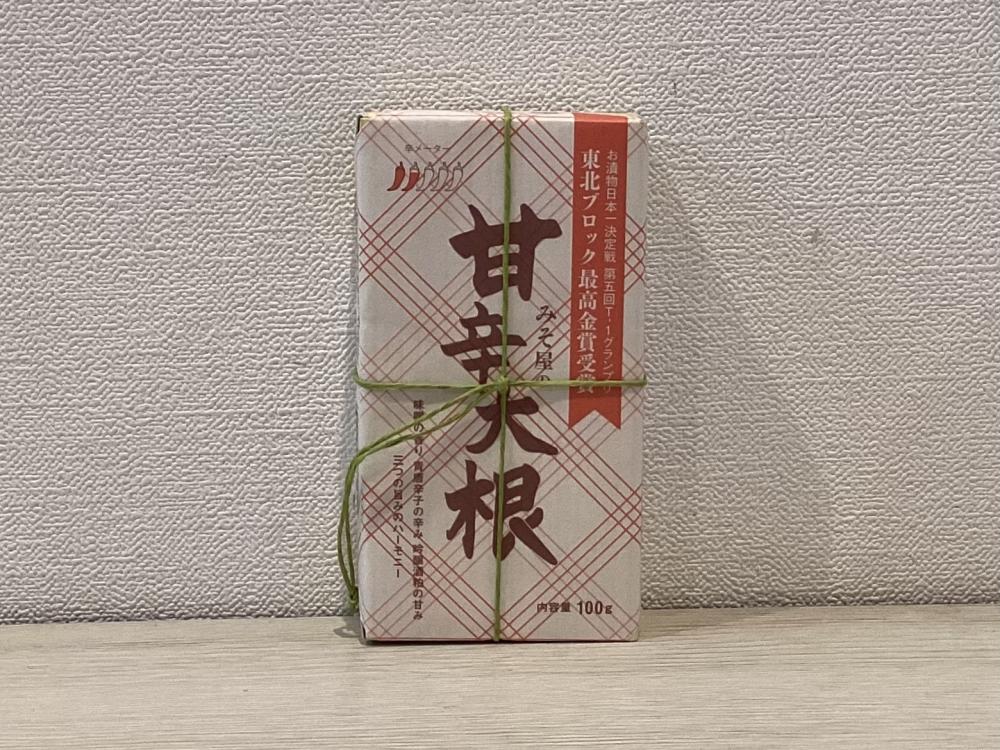 お漬物日本一決定戦 第五回T-1グランプリ
東北ブロック最高金賞受賞
辛メーター
みそ屋の
甘辛大根
味噌の香り、青唐辛子の辛み、吟醸酒粕の甘み
三つの旨みのハーモニー
内容量 100g